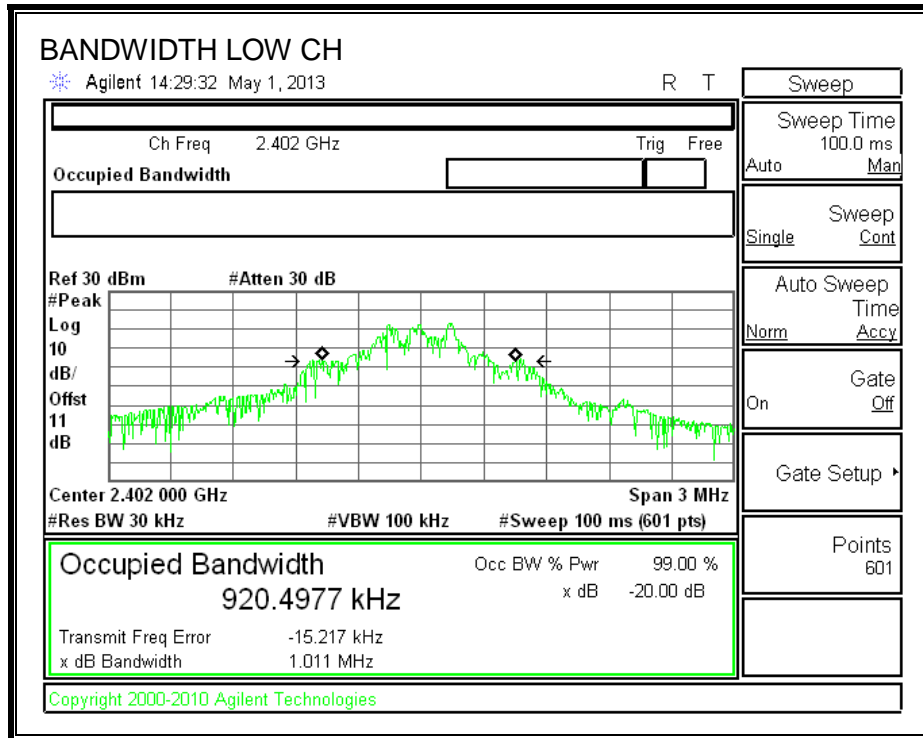 BANDWIDTH LOW CH
Agilent 14:29:32 May 1, 2013 R T
Ch Freq 2.402 GHz Trig Free
Occupied Bandwidth
Ref 30 dBm #Atten 30 dB
#Peak
Log
10
dB/
Offst
11
dB
Center 2.402 000 GHz Span 3 MHz
#Res BW 30 kHz #VBW 100 kHz #Sweep 100 ms (601 pts)
Occupied Bandwidth Occ BW % Pwr 99.00 %
920.4977 kHz x dB -20.00 dB
Transmit Freq Error -15.217 kHz
x dB Bandwidth 1.011 MHz
Copyright 2000-2010 Agilent Technologies
Sweep
Sweep Time
100.0 ms
Auto Man
Sweep
Single Cont
Auto Sweep
Time
Norm Accy
Gate
On Off
Gate Setup
Points
601